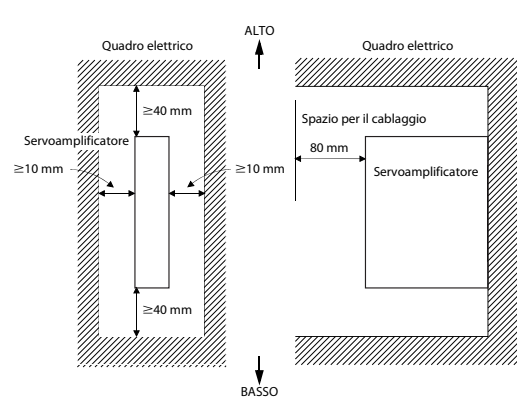 ALTO
Quadro elettrico
Quadro elettrico
≥40 mm
Spazio per il cablaggio
Servoamplificatore
80 mm
≥10 mm
≥10 mm
Servoamplificatore
≥40 mm
BASSO